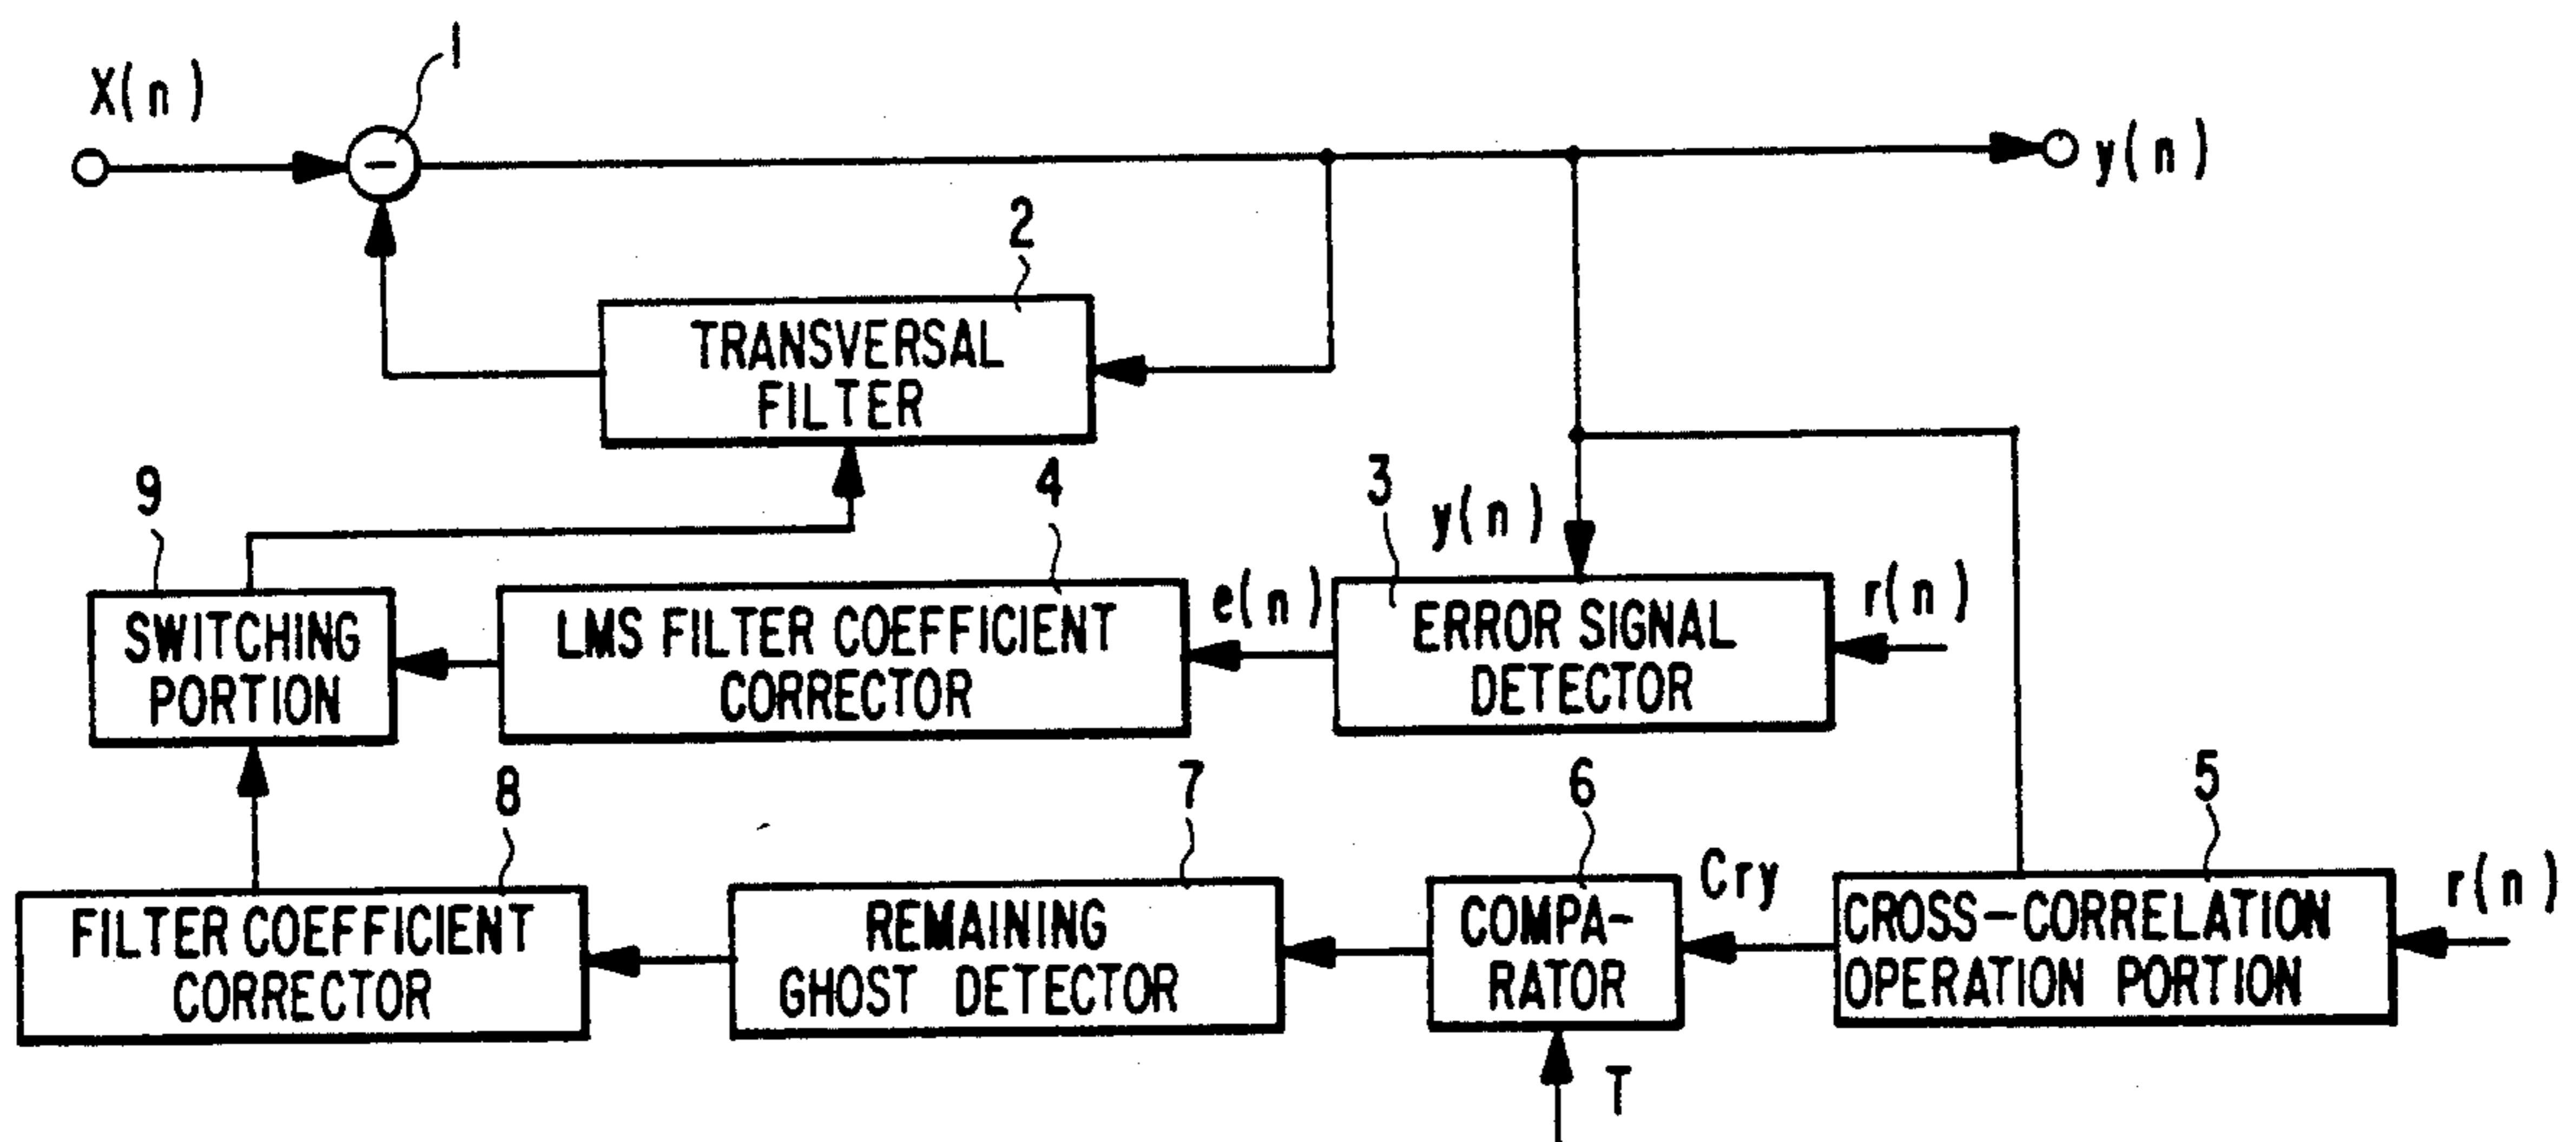 1
X(n)
y(n)
2
TRANSVERSAL
FILTER
9
4
3
y(n)
SWITCHING
PORTION
LMS FILTER COEFFICIENT
CORRECTOR
e(n)
ERROR SIGNAL
DETECTOR
r(n)
8
7
6
5
FILTER COEFFICIENT
CORRECTOR
REMAINING
GHOST DETECTOR
COMPA-
RATOR
Cry
CROSS-CORRELATION
OPERATION PORTION
r(n)
T